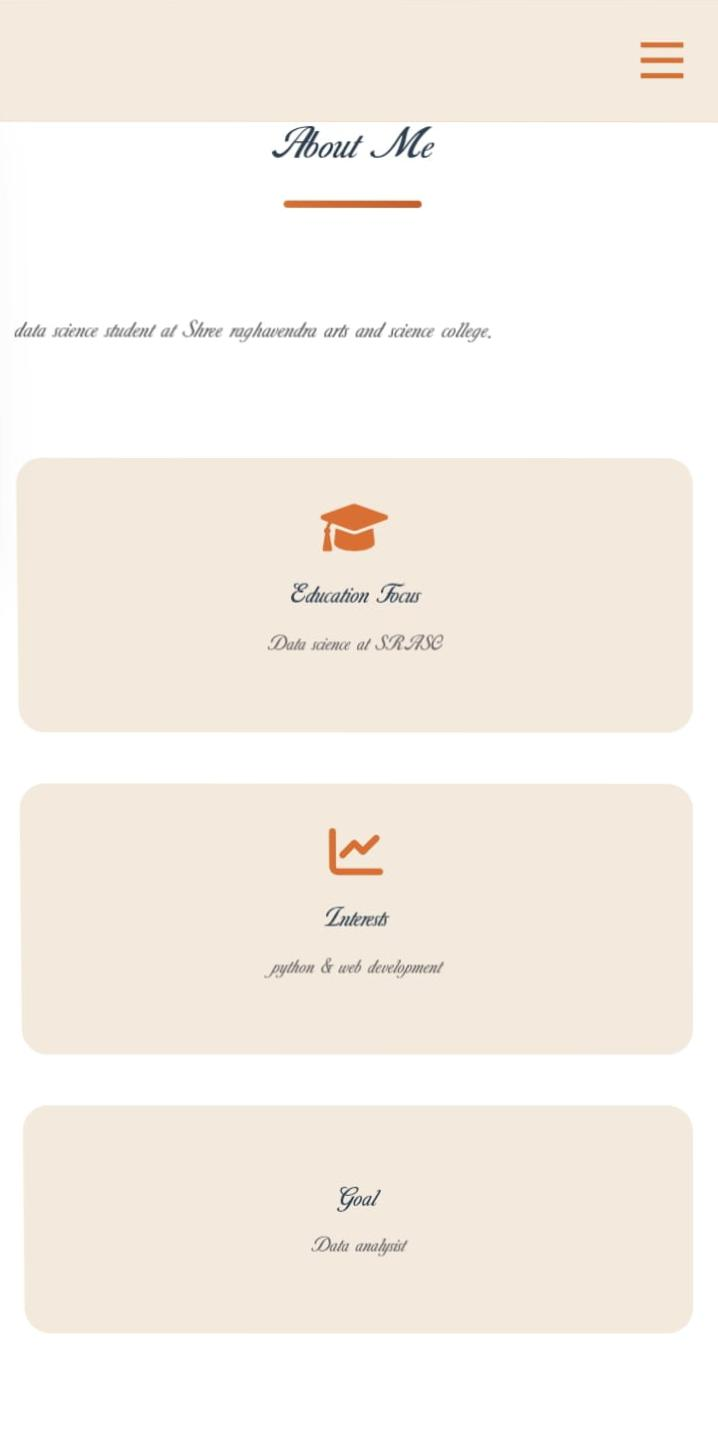 About Me
data science student at Shree raghavendra arts and science college.
Education Focus
Data science at SRASC
Interests
python & web development
Goal
Data analysist